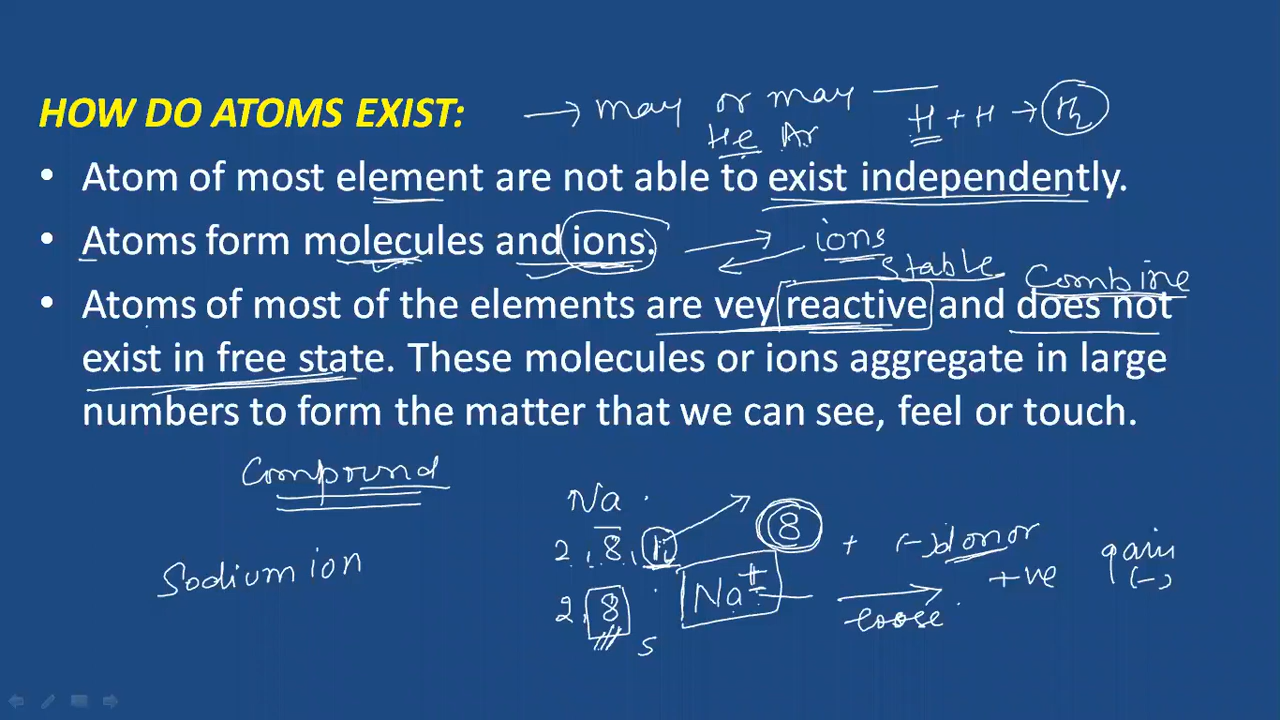 HOW DO ATOMS EXIST: → may or may — H + H → H₂
He Ar
• Atom of most element are not able to exist independently.
• Atoms form molecules and ions. ions
stable Combine
• Atoms of most of the elements are vey reactive and does not
exist in free state. These molecules or ions aggregate in large
numbers to form the matter that we can see, feel or touch.
Compound
Na
2, 8, 1 → 8 + (-) donor gain
Sodium ion +ve (-)
2, 8 Na⁺ → loose
s